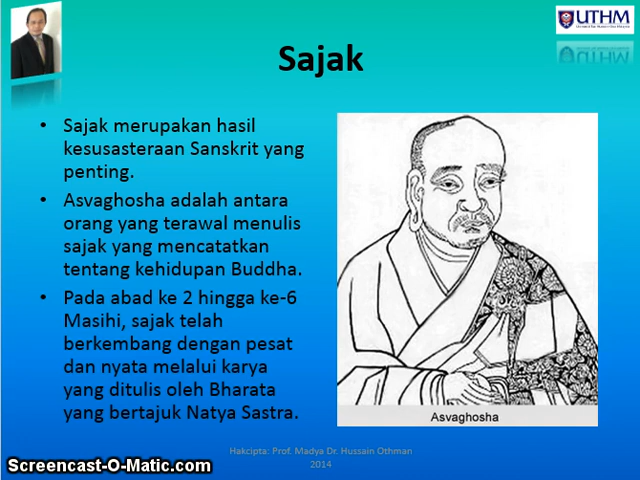 UTHM
Sajak
• Sajak merupakan hasil
kesusasteraan Sanskrit yang
penting.
• Asvaghosha adalah antara
orang yang terawal menulis
sajak yang mencatatkan
tentang kehidupan Buddha.
• Pada abad ke 2 hingga ke-6
Masihi, sajak telah
berkembang dengan pesat
dan nyata melalui karya
yang ditulis oleh Bharata
yang bertajuk Natya Sastra.
Asvaghosha
Hakcipta: Prof. Madya Dr. Hussain Othman
2014
Screencast-O-Matic.com